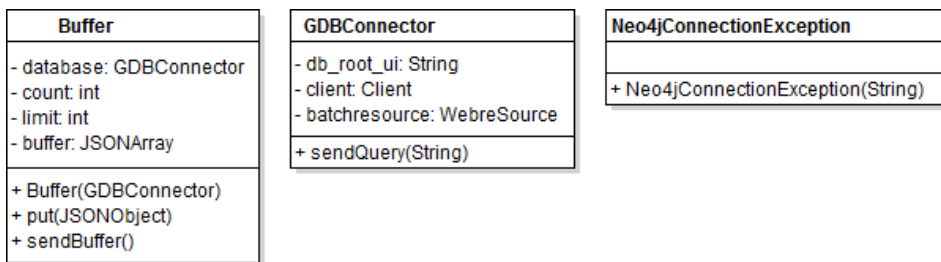 Buffer
- database: GDBConnector
- count: int
- limit: int
- buffer: JSONArray
+ Buffer(GDBConnector)
+ put(JSONObject)
+ sendBuffer()
GDBConnector
- db_root_ui: String
- client: Client
- batchresource: WebreSource
+ sendQuery(String)
Neo4jConnectionException
+ Neo4jConnectionException(String)